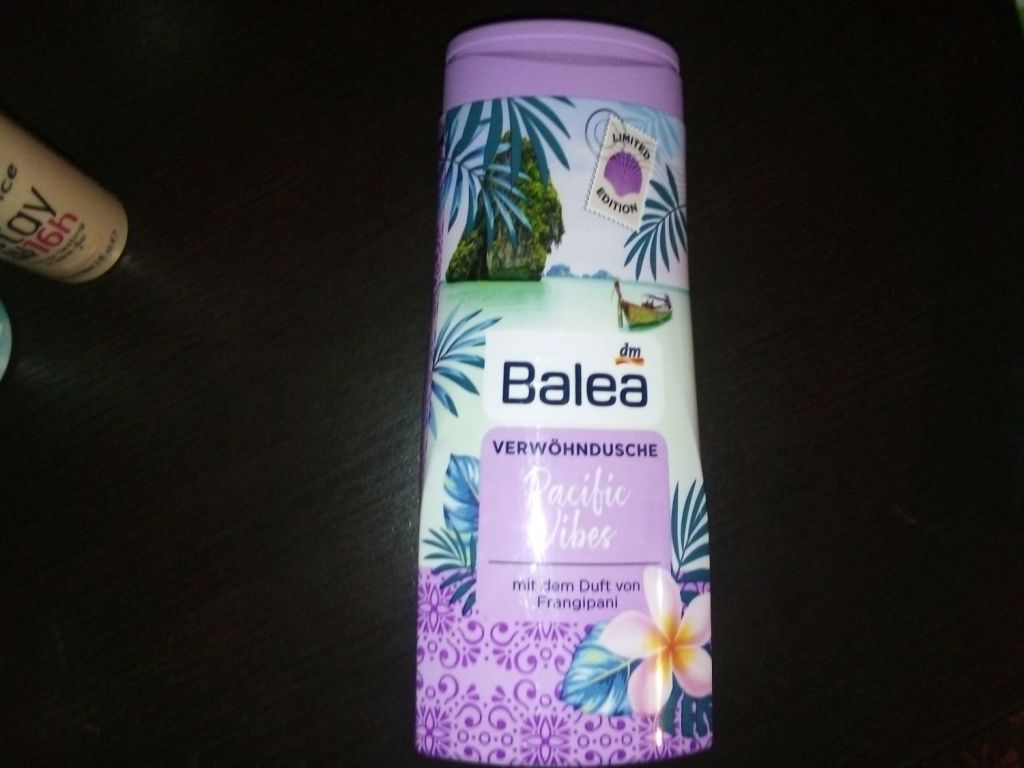 LIMITED
EDITION
dm
Balea
VERWÖHNDUSCHE
Pacific
Vibes
mit dem Duft von
Frangipani
16h